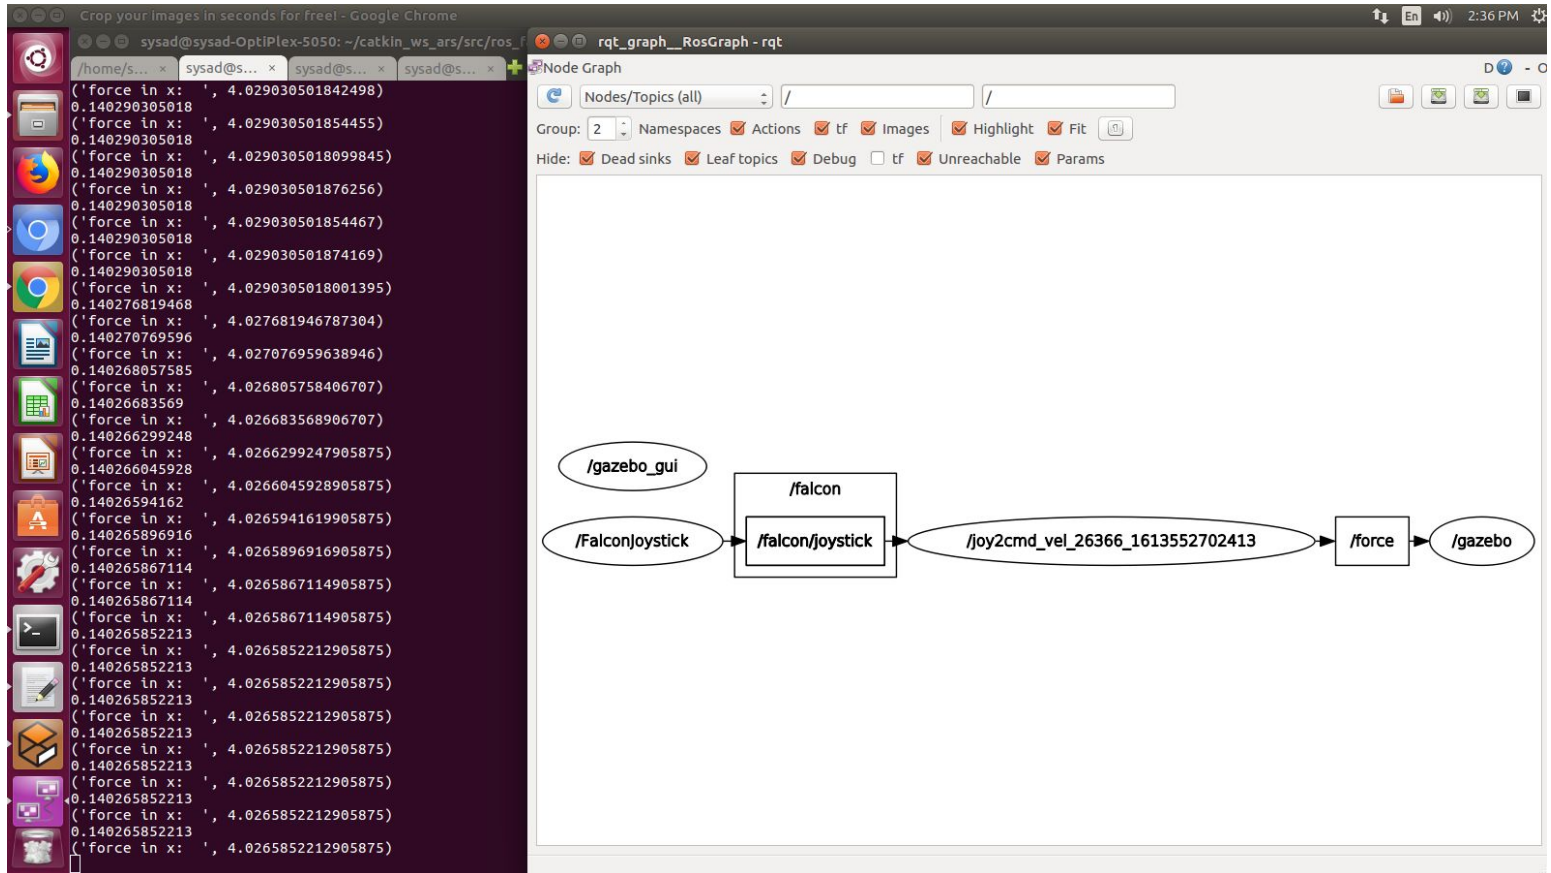 Crop your images in seconds for free! - Google Chrome
En 2:36 PM
sysad@sysad-OptiPlex-5050: ~/catkin_ws_ars/src/ros_f
/home/s... × sysad@s... × sysad@s... × sysad@s... ×
('force in x:  ', 4.029030501842498)
0.140290305018
('force in x:  ', 4.029030501854455)
0.140290305018
('force in x:  ', 4.0290305018099845)
0.140290305018
('force in x:  ', 4.029030501876256)
0.140290305018
('force in x:  ', 4.029030501854467)
0.140290305018
('force in x:  ', 4.029030501874169)
0.140290305018
('force in x:  ', 4.0290305018001395)
0.140276819468
('force in x:  ', 4.027681946787304)
0.140270769596
('force in x:  ', 4.027076959638946)
0.140268057585
('force in x:  ', 4.026805758406707)
0.14026683569
('force in x:  ', 4.026683568906707)
0.140266299248
('force in x:  ', 4.0266299247905875)
0.140266045928
('force in x:  ', 4.0266045928905875)
0.14026594162
('force in x:  ', 4.0265941619905875)
0.140265896916
('force in x:  ', 4.0265896916905875)
0.140265867114
('force in x:  ', 4.0265867114905875)
0.140265867114
('force in x:  ', 4.0265867114905875)
0.140265852213
('force in x:  ', 4.0265852212905875)
0.140265852213
('force in x:  ', 4.0265852212905875)
0.140265852213
('force in x:  ', 4.0265852212905875)
0.140265852213
('force in x:  ', 4.0265852212905875)
0.140265852213
('force in x:  ', 4.0265852212905875)
0.140265852213
('force in x:  ', 4.0265852212905875)
0.140265852213
('force in x:  ', 4.0265852212905875)
rqt_graph__RosGraph - rqt
Node Graph D ? - O
Nodes/Topics (all) / /
Group: 2 Namespaces Actions tf Images Highlight Fit
Hide: Dead sinks Leaf topics Debug tf Unreachable Params
/gazebo_gui
/falcon
/FalconJoystick /falcon/joystick /joy2cmd_vel_26366_1613552702413 /force /gazebo